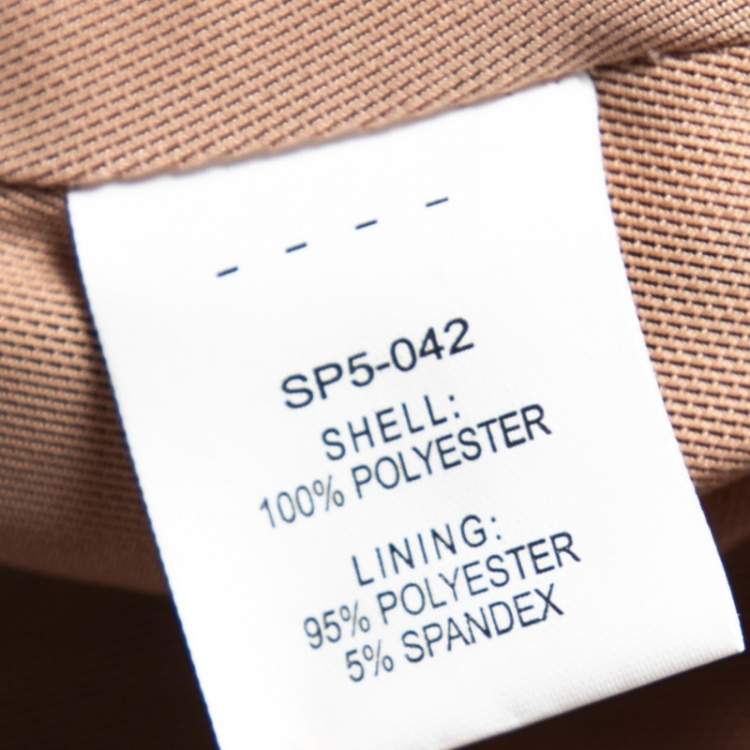 - - - -
SP5-042
SHELL:
100% POLYESTER
LINING:
95% POLYESTER
5% SPANDEX